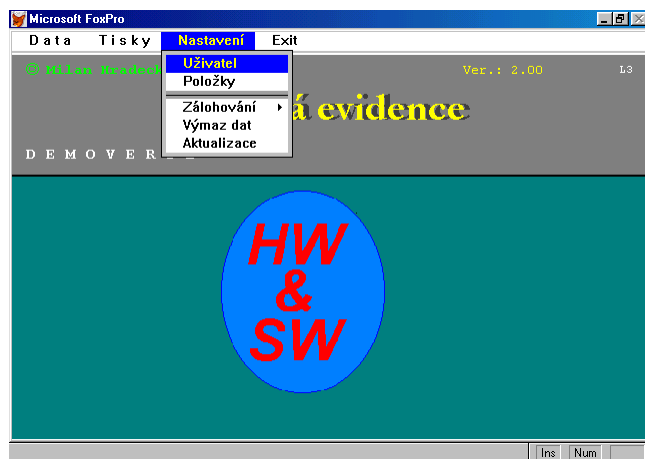 Microsoft FoxPro
Data Tisky Nastavení Exit
© Milan Ver.: 2.00 L3
Uživatel
Položky
Zálohování
Výmaz dat
Aktualizace
á evidence
HW
&
SW
Ins Num